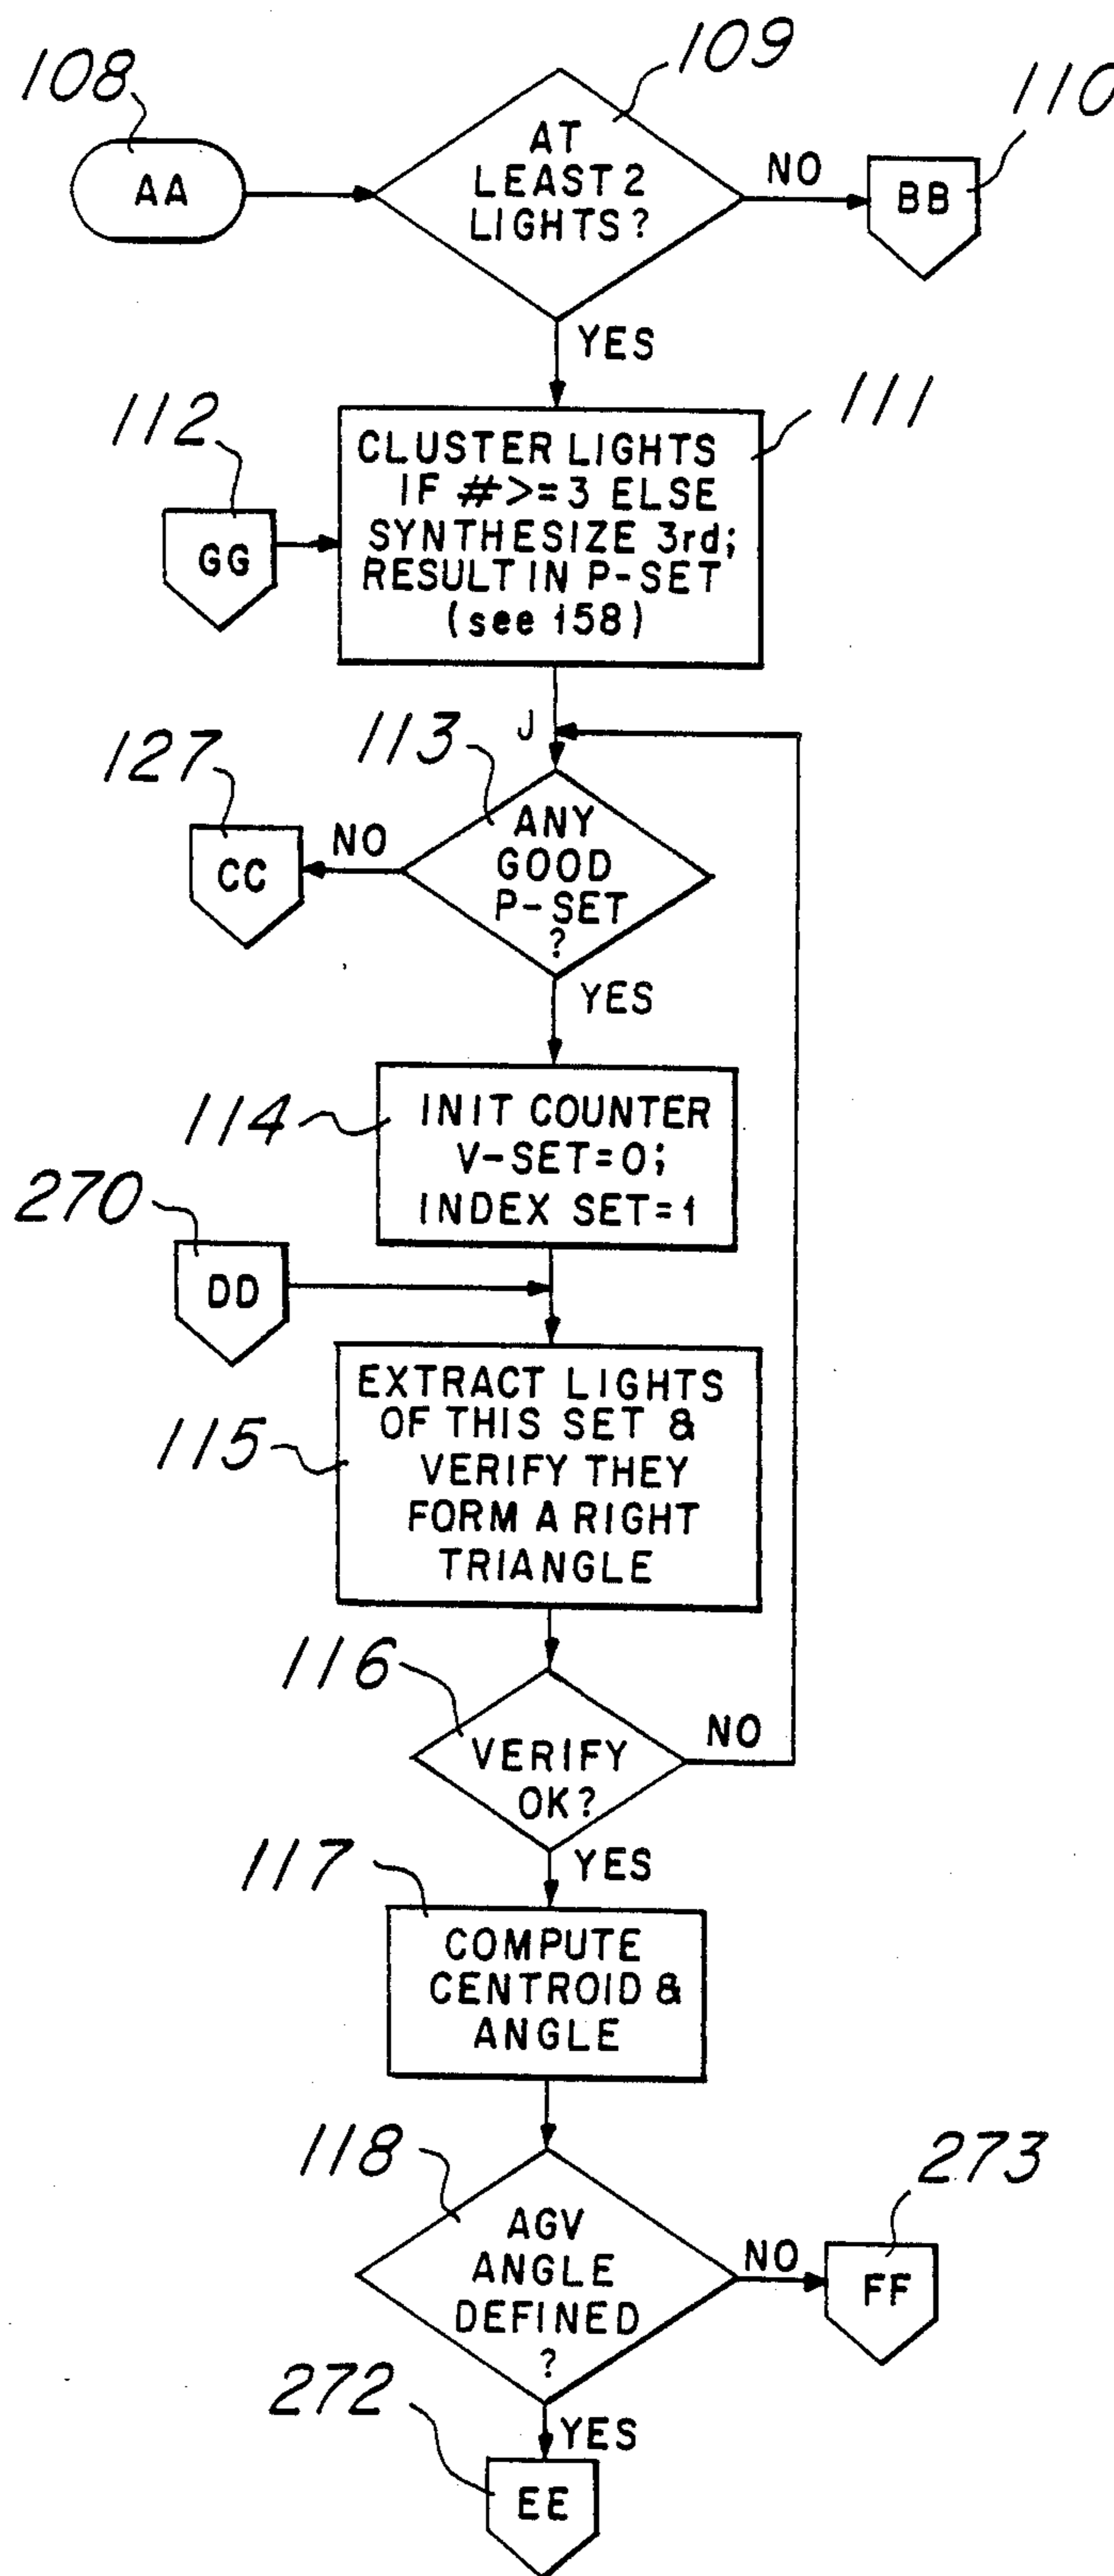 108
109
110
AA
AT
LEAST 2
LIGHTS?
NO
BB
YES
112
111
GG
CLUSTER LIGHTS
IF #>=3 ELSE
SYNTHESIZE 3rd;
RESULT IN P-SET
(see 158)
J
127
113
CC
NO
ANY
GOOD
P-SET
?
YES
114
INIT COUNTER
V-SET=0;
INDEX SET=1
270
DD
115
EXTRACT LIGHTS
OF THIS SET &
VERIFY THEY
FORM A RIGHT
TRIANGLE
116
VERIFY
OK?
NO
YES
117
COMPUTE
CENTROID &
ANGLE
118
273
AGV
ANGLE
DEFINED
?
NO
FF
272
YES
EE